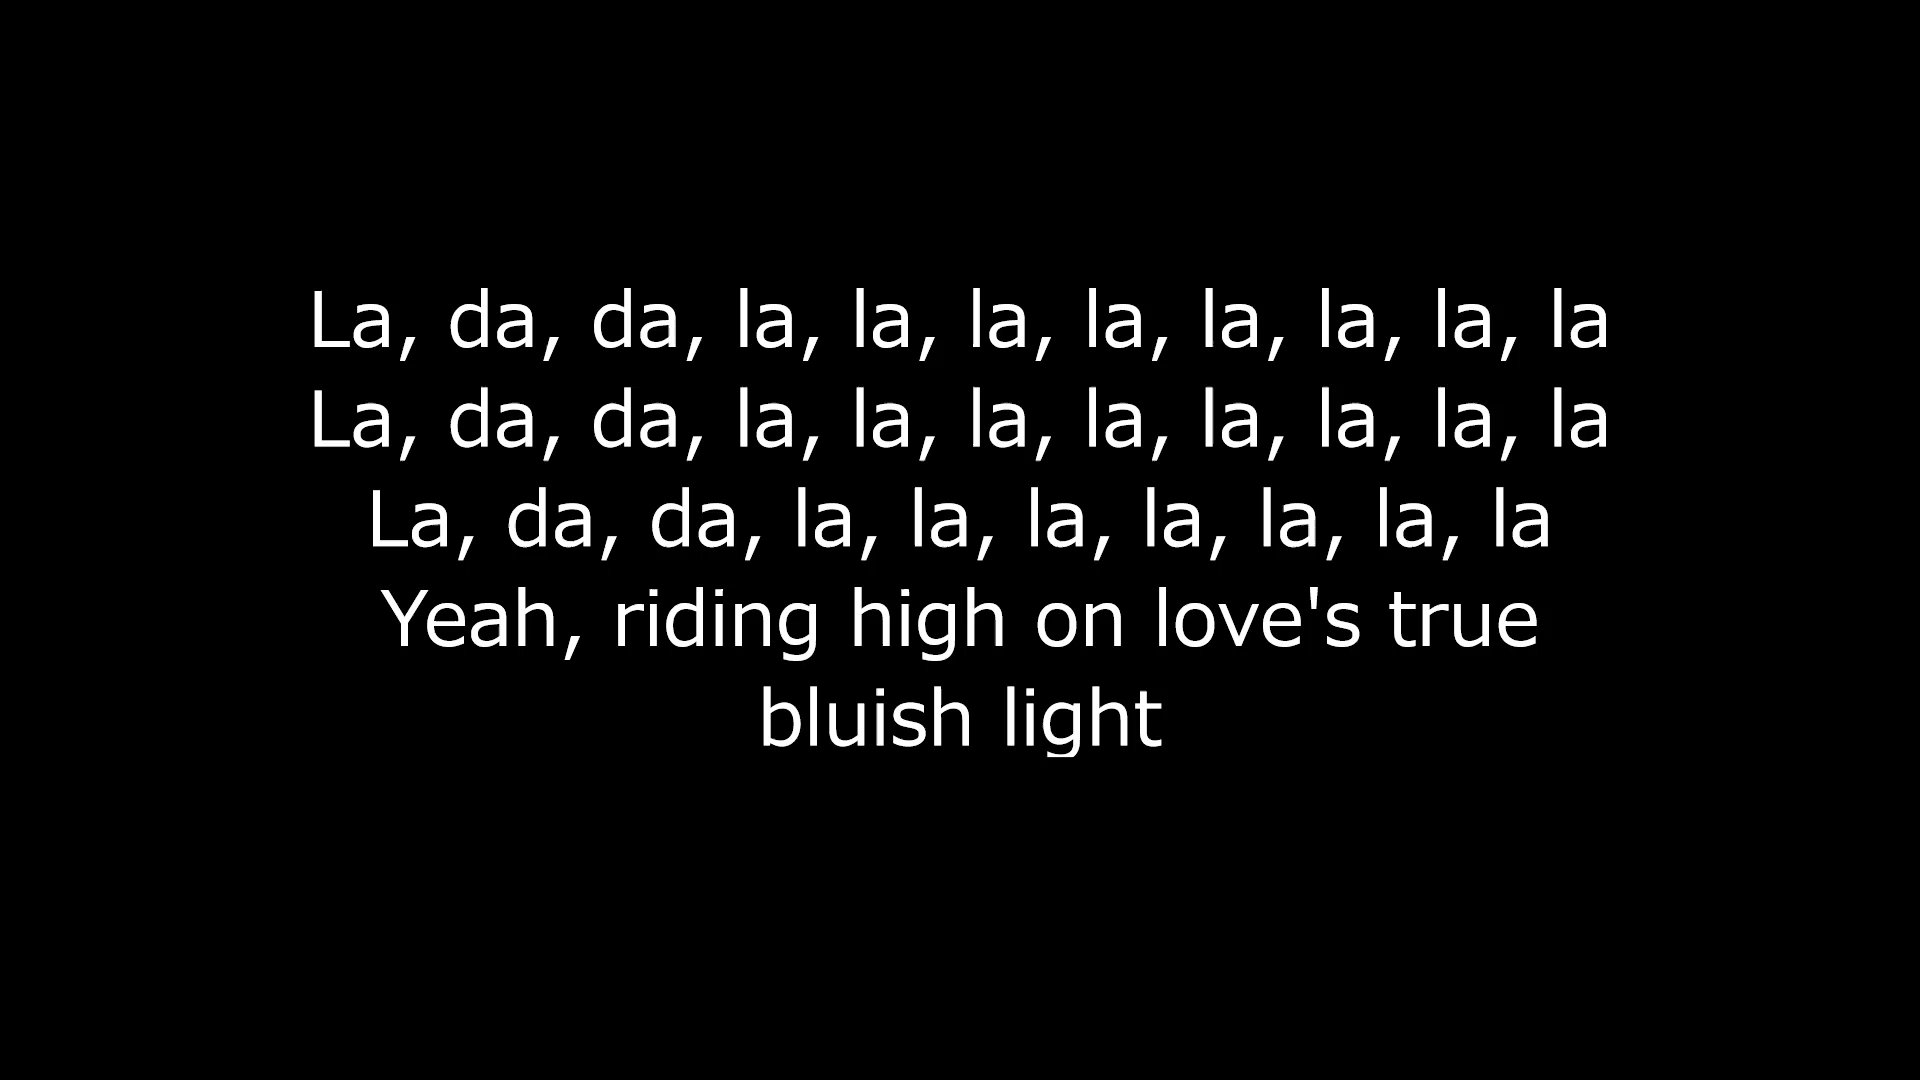 La, da, da, la, la, la, la, la, la, la, la
La, da, da, la, la, la, la, la, la, la, la
La, da, da, la, la, la, la, la, la, la
Yeah, riding high on love's true
bluish light